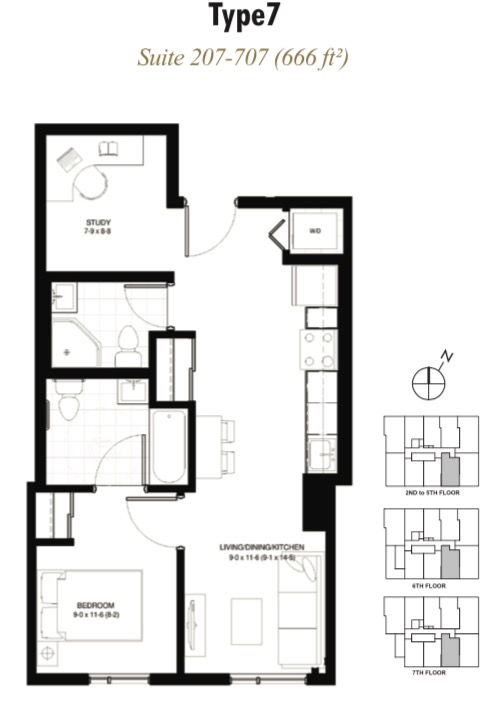 Type7
Suite 207-707 (666 ft²)
STUDY
7-9 x 8-8
W/D
N
2ND to 5TH FLOOR
LIVING/DINING/KITCHEN
9-0 x 11-6 (9-1 x 14-5)
6TH FLOOR
BEDROOM
9-0 x 11-6 (8-2)
7TH FLOOR